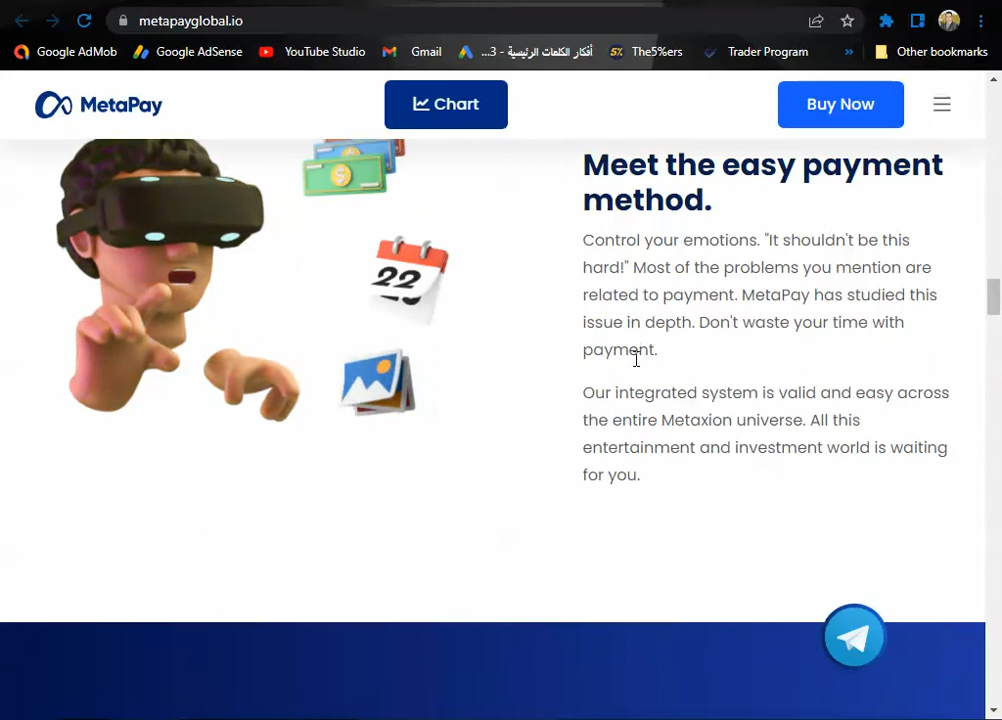 metapayglobal.io
Google AdMob
Google AdSense
YouTube Studio
Gmail
أفكار الكلمات الرئيسية - 3...
The5%ers
Trader Program
»
Other bookmarks
MetaPay
Chart
Buy Now
Meet the easy payment
method.
Control your emotions. "It shouldn't be this
hard!" Most of the problems you mention are
related to payment. MetaPay has studied this
issue in depth. Don't waste your time with
payment.
Our integrated system is valid and easy across
the entire Metaxion universe. All this
entertainment and investment world is waiting
for you.
22